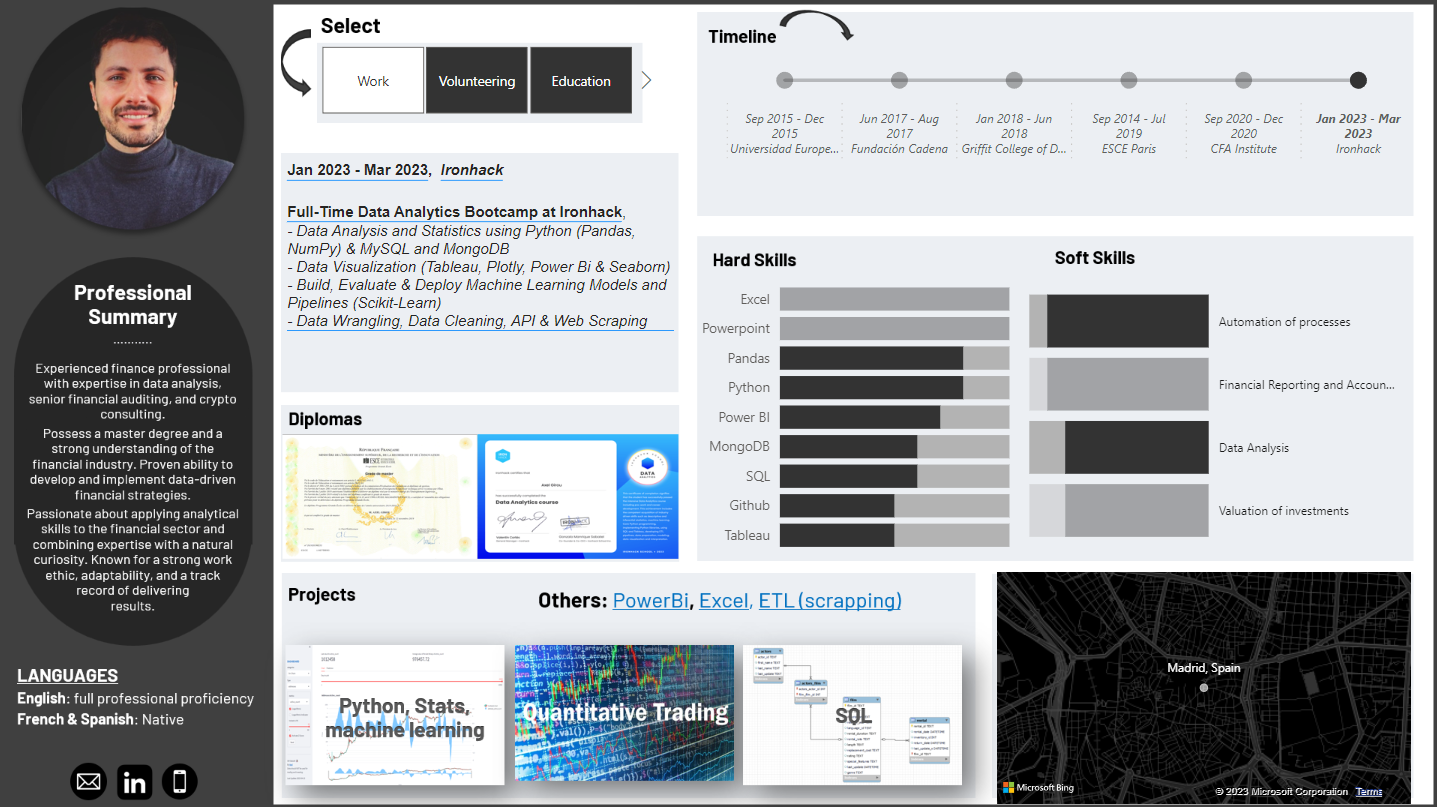 Professional
Summary
...........
Experienced finance professional
with expertise in data analysis,
senior financial auditing, and crypto
consulting.
Possess a master degree and a
strong understanding of the
financial industry. Proven ability to
develop and implement data-driven
financial strategies.
Passionate about applying analytical
skills to the financial sector and
combining expertise with a natural
curiosity. Known for a strong work
ethic, adaptability, and a track
record of delivering
results.
LANGUAGES
English: full professional proficiency
French & Spanish: Native
in
Select
Work
Volunteering
Education
Jan 2023 - Mar 2023, Ironhack
Full-Time Data Analytics Bootcamp at Ironhack,
- Data Analysis and Statistics using Python (Pandas,
NumPy) & MySQL and MongoDB
- Data Visualization (Tableau, Plotly, Power Bi & Seaborn)
- Build, Evaluate & Deploy Machine Learning Models and
Pipelines (Scikit-Learn)
- Data Wrangling, Data Cleaning, API & Web Scraping
Timeline
Sep 2015 - Dec
2015
Universidad Europe...
Jun 2017 - Aug
2017
Fundación Cadena
Jan 2018 - Jun
2018
Griffit College of D...
Sep 2014 - Jul
2019
ESCE Paris
Sep 2020 - Dec
2020
CFA Institute
Jan 2023 - Mar
2023
Ironhack
Hard Skills
Excel
Powerpoint
Pandas
Python
Power BI
MongoDB
SQL
Github
Tableau
Soft Skills
Automation of processes
Financial Reporting and Accoun...
Data Analysis
Valuation of investments
Diplomas
Data Analytics course
DATA
ANALYTICS
Projects
Others: PowerBi, Excel, ETL (scrapping)
Python, Stats,
machine learning
Quantitative Trading
SQL
Madrid, Spain
Microsoft Bing
© 2023 Microsoft Corporation Terms